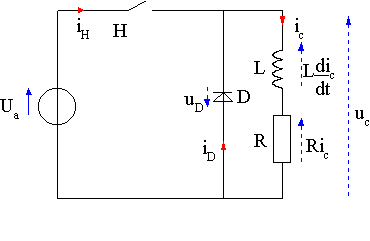 i_H
H
i_c
L
L di_c/dt
U_a
u_D
D
u_c
i_D
R
Ri_c